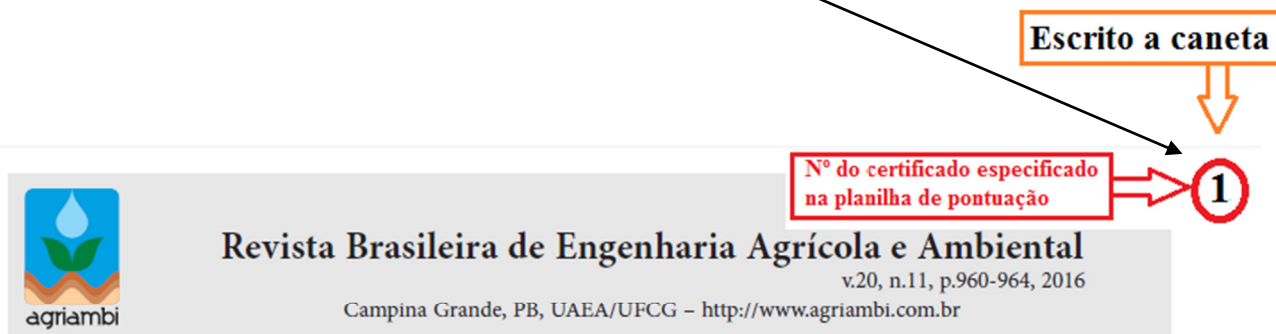 Escrito a caneta
Nº do certificado especificado
na planilha de pontuação
1
Revista Brasileira de Engenharia Agrícola e Ambiental
v.20, n.11, p.960-964, 2016
Campina Grande, PB, UAEA/UFCG – http://www.agriambi.com.br
agriambi